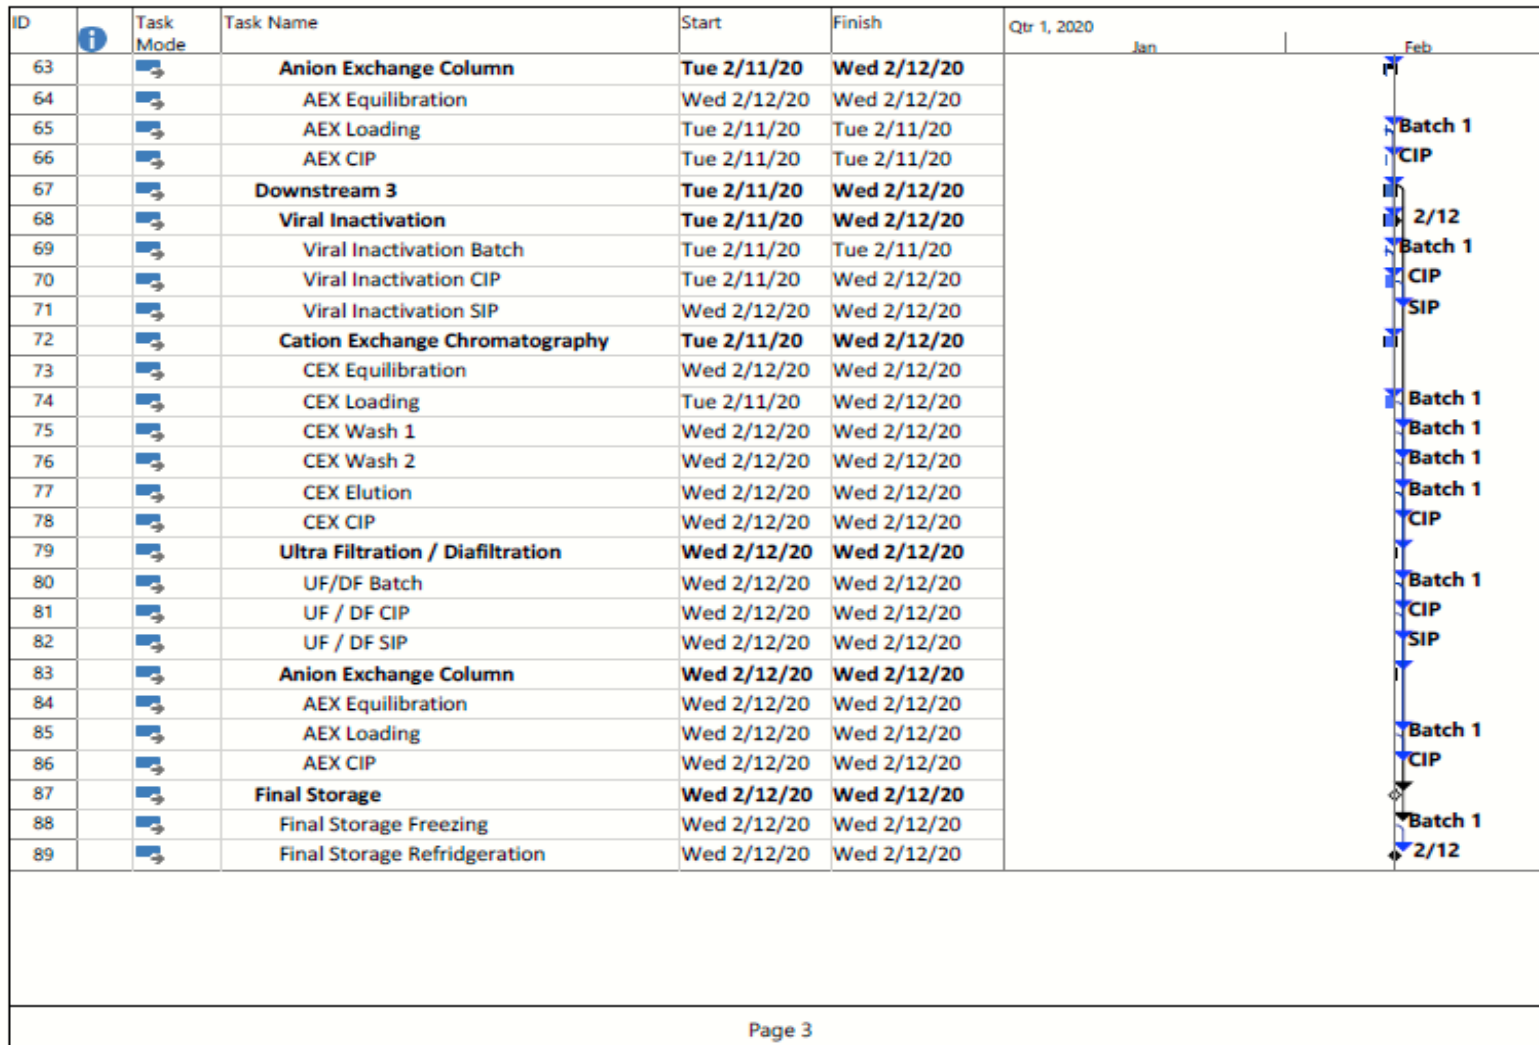 ID Task Mode Task Name Start Finish Qtr 1, 2020 Jan Feb
63 Anion Exchange Column Tue 2/11/20 Wed 2/12/20
64 AEX Equilibration Wed 2/12/20 Wed 2/12/20
65 AEX Loading Tue 2/11/20 Tue 2/11/20 Batch 1
66 AEX CIP Tue 2/11/20 Tue 2/11/20 CIP
67 Downstream 3 Tue 2/11/20 Wed 2/12/20
68 Viral Inactivation Tue 2/11/20 Wed 2/12/20 2/12
69 Viral Inactivation Batch Tue 2/11/20 Tue 2/11/20 Batch 1
70 Viral Inactivation CIP Tue 2/11/20 Wed 2/12/20 CIP
71 Viral Inactivation SIP Wed 2/12/20 Wed 2/12/20 SIP
72 Cation Exchange Chromatography Tue 2/11/20 Wed 2/12/20
73 CEX Equilibration Wed 2/12/20 Wed 2/12/20
74 CEX Loading Tue 2/11/20 Wed 2/12/20 Batch 1
75 CEX Wash 1 Wed 2/12/20 Wed 2/12/20 Batch 1
76 CEX Wash 2 Wed 2/12/20 Wed 2/12/20 Batch 1
77 CEX Elution Wed 2/12/20 Wed 2/12/20 Batch 1
78 CEX CIP Wed 2/12/20 Wed 2/12/20 CIP
79 Ultra Filtration / Diafiltration Wed 2/12/20 Wed 2/12/20
80 UF/DF Batch Wed 2/12/20 Wed 2/12/20 Batch 1
81 UF / DF CIP Wed 2/12/20 Wed 2/12/20 CIP
82 UF / DF SIP Wed 2/12/20 Wed 2/12/20 SIP
83 Anion Exchange Column Wed 2/12/20 Wed 2/12/20
84 AEX Equilibration Wed 2/12/20 Wed 2/12/20
85 AEX Loading Wed 2/12/20 Wed 2/12/20 Batch 1
86 AEX CIP Wed 2/12/20 Wed 2/12/20 CIP
87 Final Storage Wed 2/12/20 Wed 2/12/20
88 Final Storage Freezing Wed 2/12/20 Wed 2/12/20 Batch 1
89 Final Storage Refridgeration Wed 2/12/20 Wed 2/12/20 2/12
Page 3